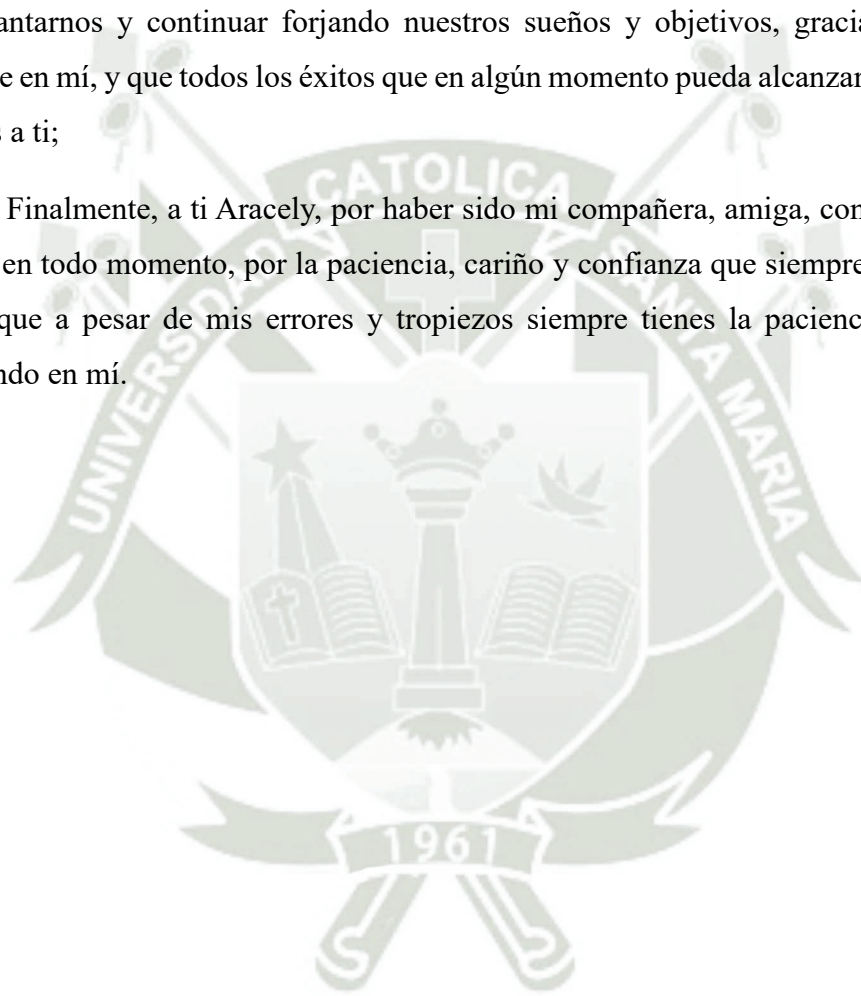 antarnos y continuar forjando nuestros sueños y objetivos, gracia
e en mí, y que todos los éxitos que en algún momento pueda alcanzar
s a ti;
Finalmente, a ti Aracely, por haber sido mi compañera, amiga, con
en todo momento, por la paciencia, cariño y confianza que siempre
que a pesar de mis errores y tropiezos siempre tienes la pacienc
ndo en mí.
UNIVERSIDAD CATOLICA SANTA MARIA
1961